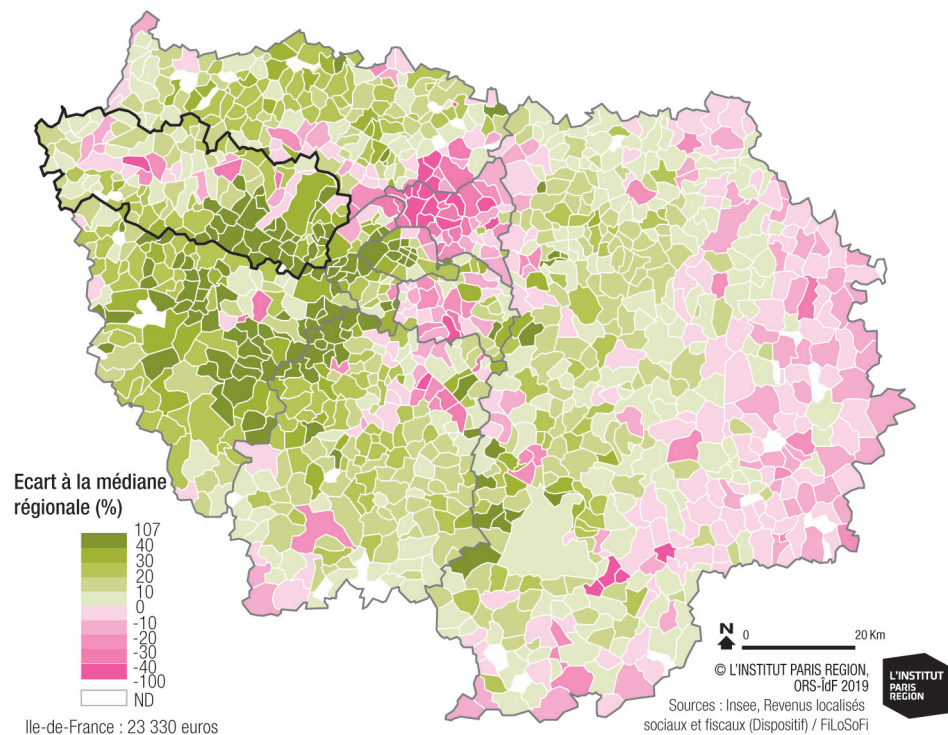 Ecart à la médiane
régionale (%)
107
40
30
20
10
0
-10
-20
-30
-40
-100
ND
Ile-de-France : 23 330 euros
N
0 20 Km
© L'INSTITUT PARIS REGION,
ORS-ÎdF 2019
Sources : Insee, Revenus localisés
sociaux et fiscaux (Dispositif) / FiLoSoFi
L'INSTITUT
PARIS
REGION